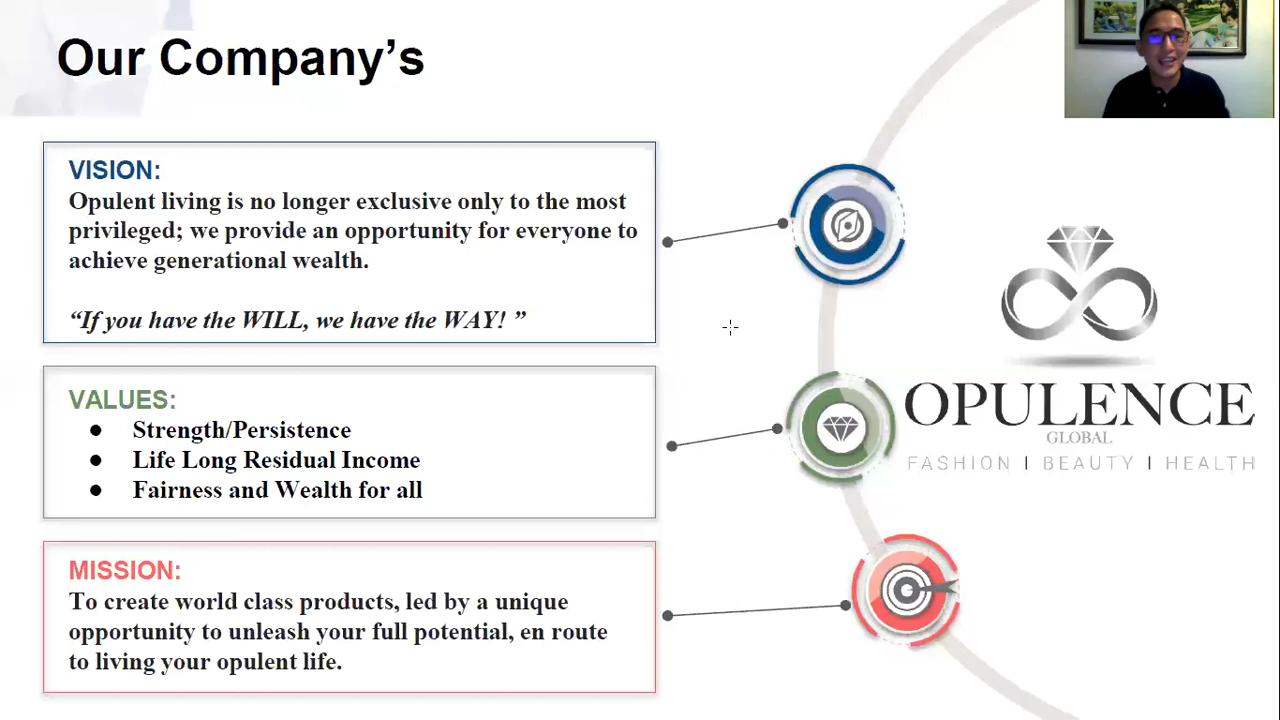 Our Company’s
VISION:
Opulent living is no longer exclusive only to the most
privileged; we provide an opportunity for everyone to
achieve generational wealth.
“If you have the WILL, we have the WAY! ”
VALUES:
● Strength/Persistence
● Life Long Residual Income
● Fairness and Wealth for all
MISSION:
To create world class products, led by a unique
opportunity to unleash your full potential, en route
to living your opulent life.
OPULENCE
GLOBAL
FASHION | BEAUTY | HEALTH